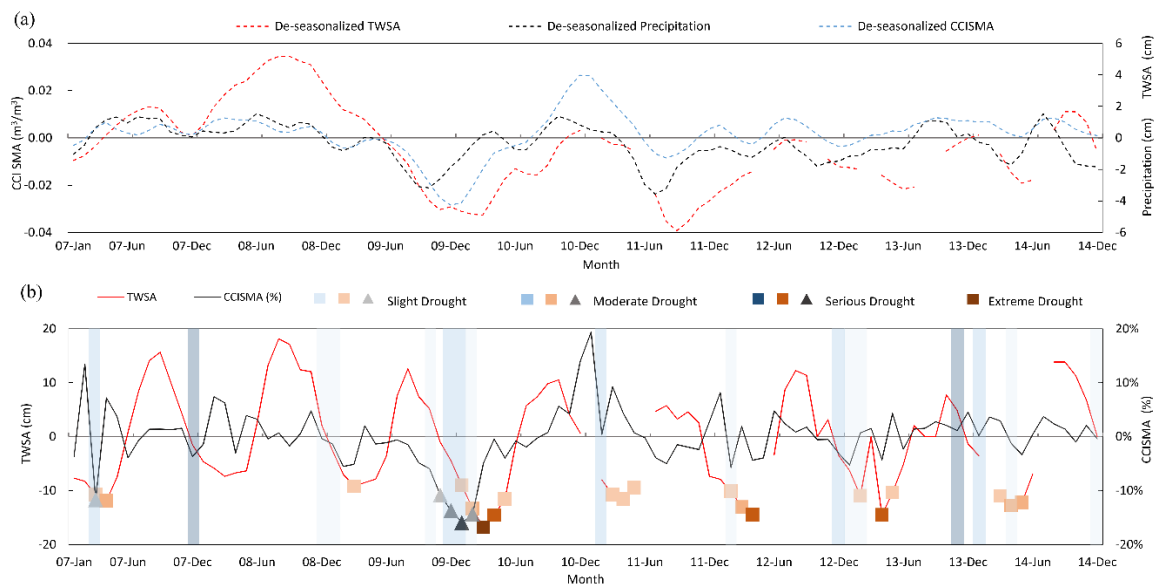 (a)
De-seasonalized TWSA De-seasonalized Precipitation De-seasonalized CCISMA
0.04 6
0.02 4
2
0.00 0
-2
-0.02 -4
-0.04 -6
CCI SMA (m³/m³)
TWSA (cm)
Precipitation (cm)
07-Jan 07-Jun 07-Dec 08-Jun 08-Dec 09-Jun 09-Dec 10-Jun 10-Dec 11-Jun 11-Dec 12-Jun 12-Dec 13-Jun 13-Dec 14-Jun 14-Dec
Month
(b)
TWSA CCISMA (%) Slight Drought Moderate Drought Serious Drought Extreme Drought
20 20%
10 10%
0 0%
-10 -10%
-20 -20%
TWSA (cm)
CCISMA (%)
07-Jan 07-Jun 07-Dec 08-Jun 08-Dec 09-Jun 09-Dec 10-Jun 10-Dec 11-Jun 11-Dec 12-Jun 12-Dec 13-Jun 13-Dec 14-Jun 14-Dec
Month